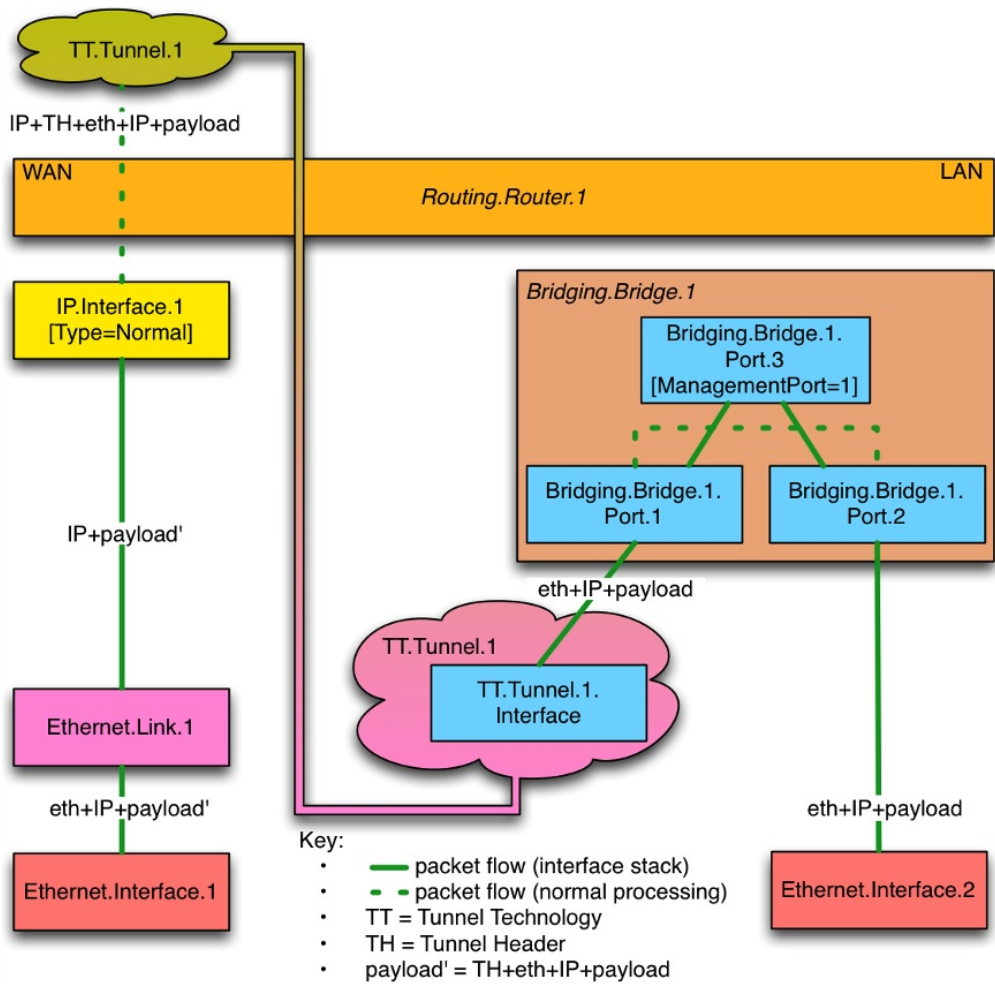 TT.Tunnel.1
IP+TH+eth+IP+payload
WAN
LAN
Routing.Router.1
IP.Interface.1
[Type=Normal]
Bridging.Bridge.1
Bridging.Bridge.1.
Port.3
[ManagementPort=1]
Bridging.Bridge.1.
Port.1
Bridging.Bridge.1.
Port.2
IP+payload'
eth+IP+payload
TT.Tunnel.1
TT.Tunnel.1.
Interface
Ethernet.Link.1
eth+IP+payload'
eth+IP+payload
Ethernet.Interface.1
Ethernet.Interface.2
Key:
• packet flow (interface stack)
• packet flow (normal processing)
• TT = Tunnel Technology
• TH = Tunnel Header
• payload' = TH+eth+IP+payload